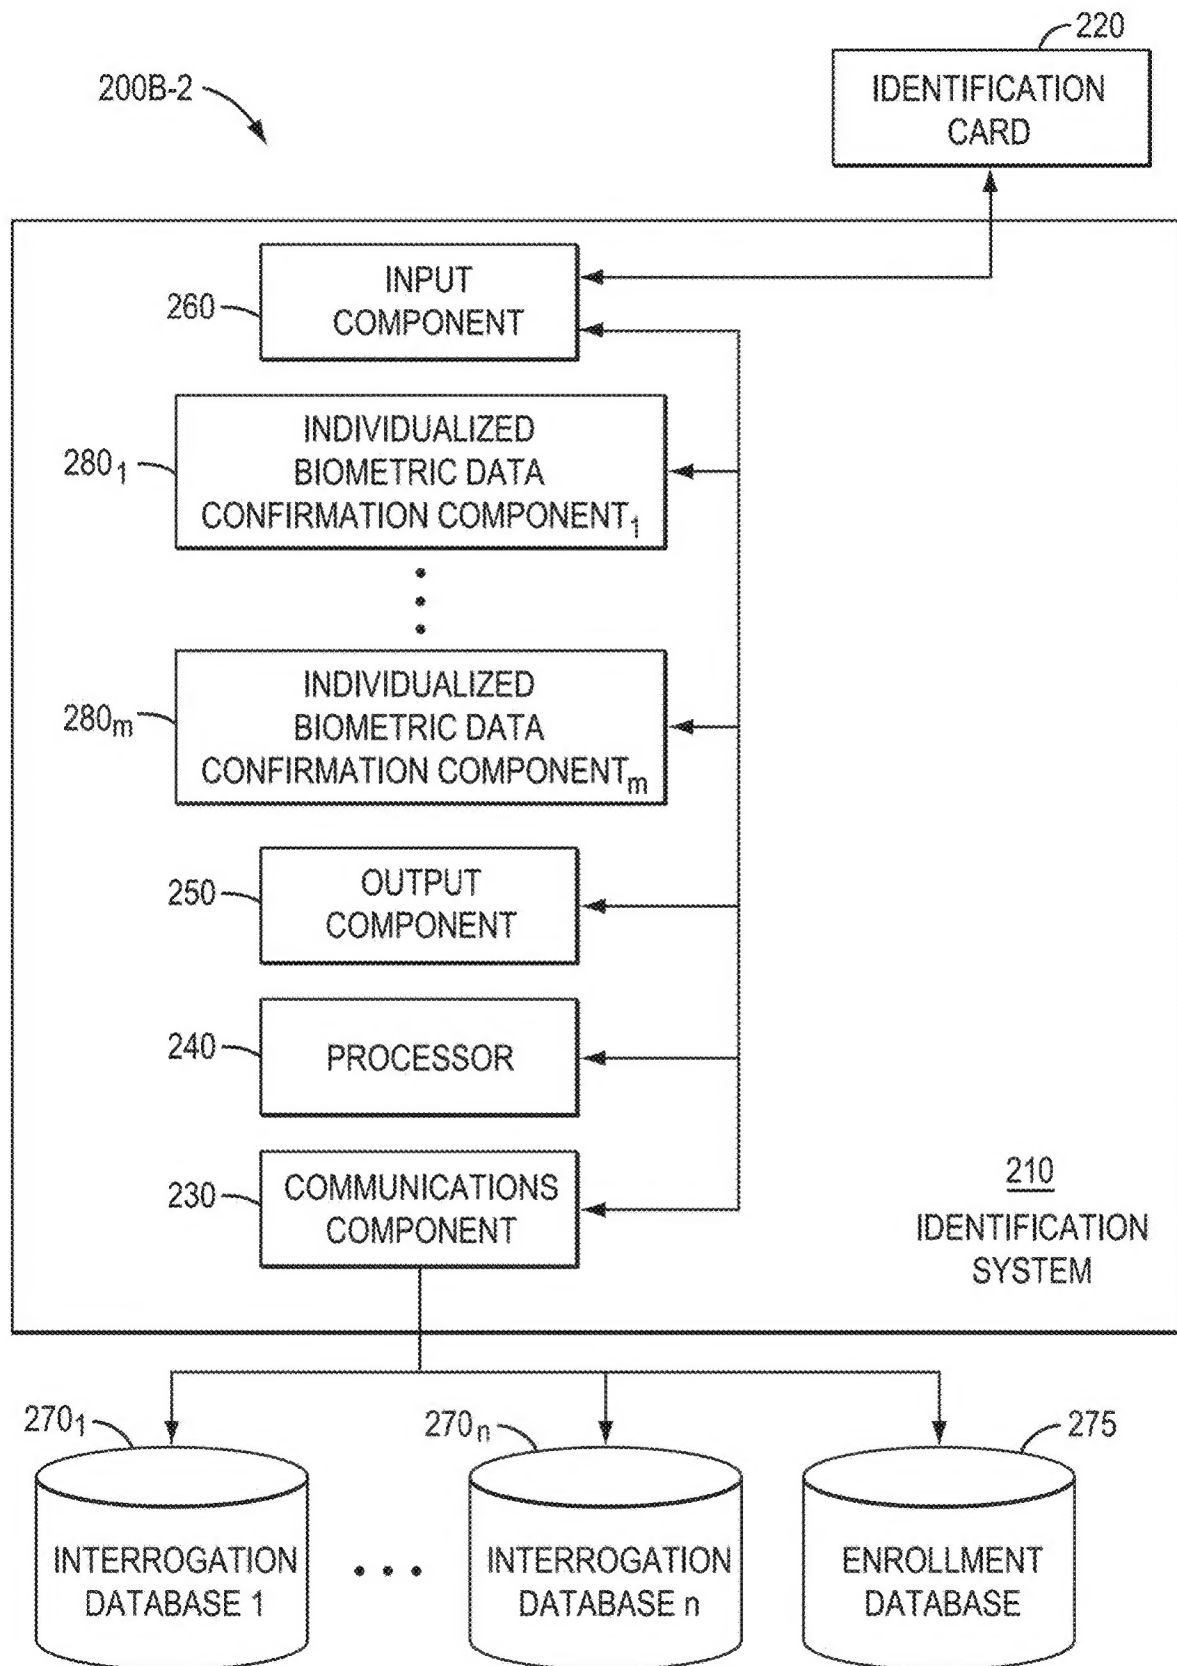 220
200B-2
IDENTIFICATION
CARD
INPUT
COMPONENT
260
INDIVIDUALIZED
BIOMETRIC DATA
CONFIRMATION COMPONENT₁
280₁
INDIVIDUALIZED
BIOMETRIC DATA
CONFIRMATION COMPONENTₘ
280ₘ
OUTPUT
COMPONENT
250
PROCESSOR
240
COMMUNICATIONS
COMPONENT
230
210
IDENTIFICATION
SYSTEM
270₁
270ₙ
275
INTERROGATION
DATABASE 1
• • •
INTERROGATION
DATABASE n
ENROLLMENT
DATABASE